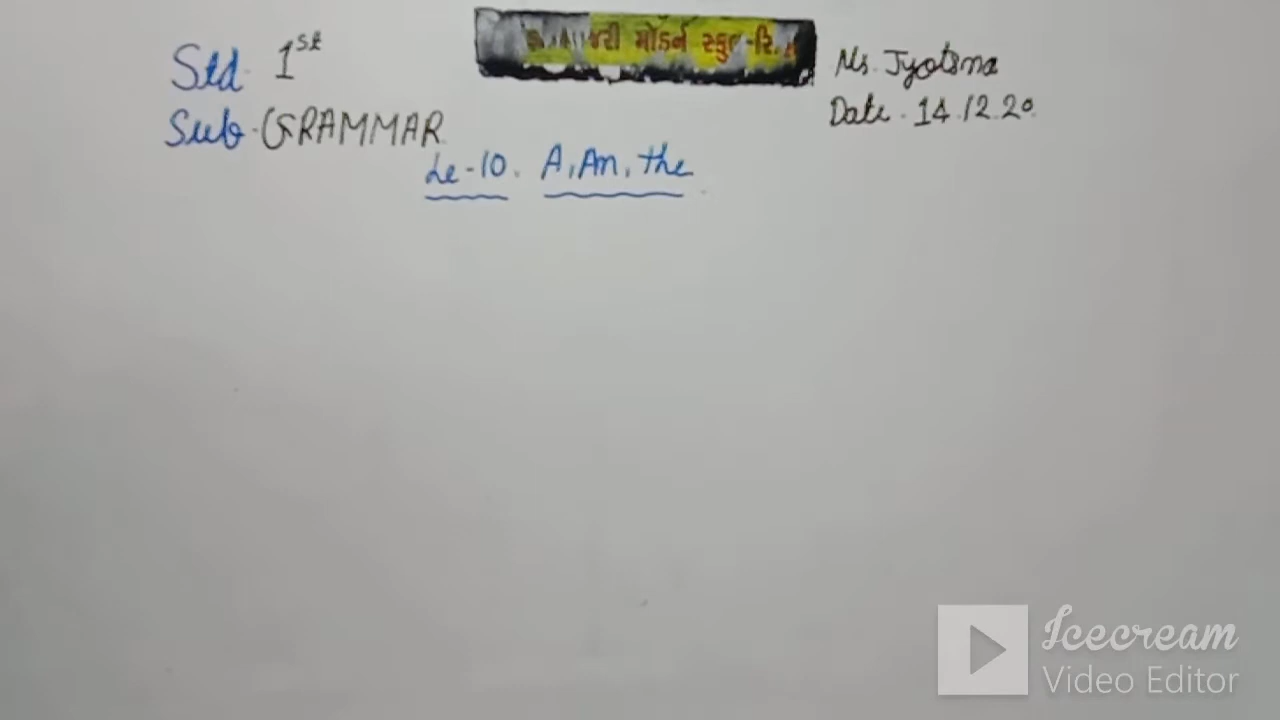 Std. 1st
મોડર્ન સ્કુલ-રિ.
Ms. Jyotsna
Sub. GRAMMAR
Date. 14.12.20
Le-10. A, An, the
Icecream
Video Editor